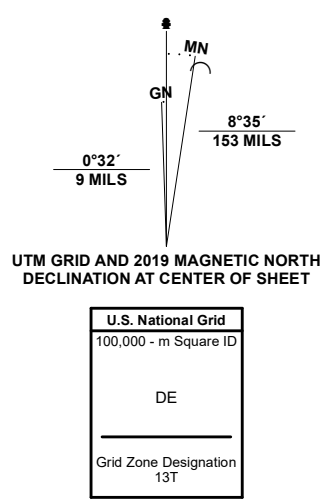 MN
GN
8°35´
153 MILS
0°32´
9 MILS
UTM GRID AND 2019 MAGNETIC NORTH
DECLINATION AT CENTER OF SHEET
U.S. National Grid
100,000 - m Square ID
DE
Grid Zone Designation
13T